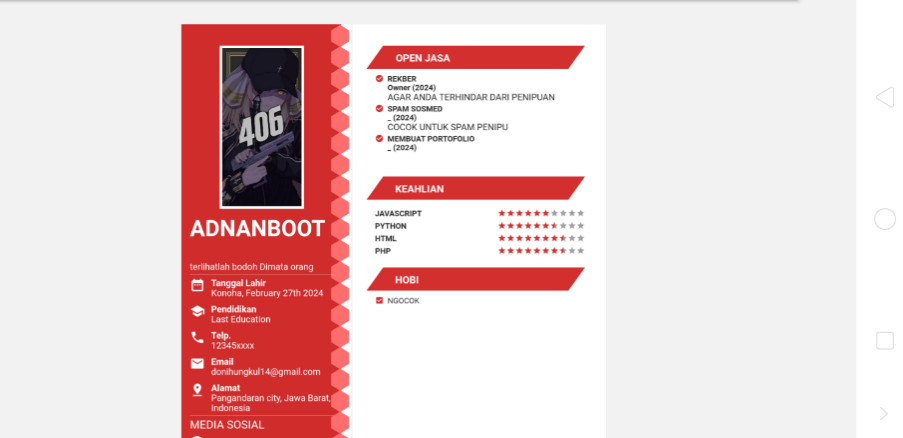 406
ADNANBOOT
terlihatlah bodoh Dimata orang
Tanggal Lahir
Konoha, February 27th 2024
Pendidikan
Last Education
Telp.
12345xxxx
Email
donihungkul14@gmail.com
Alamat
Pangandaran city, Jawa Barat,
Indonesia
MEDIA SOSIAL
OPEN JASA
REKBER
Owner (2024)
AGAR ANDA TERHINDAR DARI PENIPUAN
SPAM SOSMED
_ (2024)
COCOK UNTUK SPAM PENIPU
MEMBUAT PORTOFOLIO
_ (2024)
KEAHLIAN
JAVASCRIPT
PYTHON
HTML
PHP
HOBI
NGOCOK